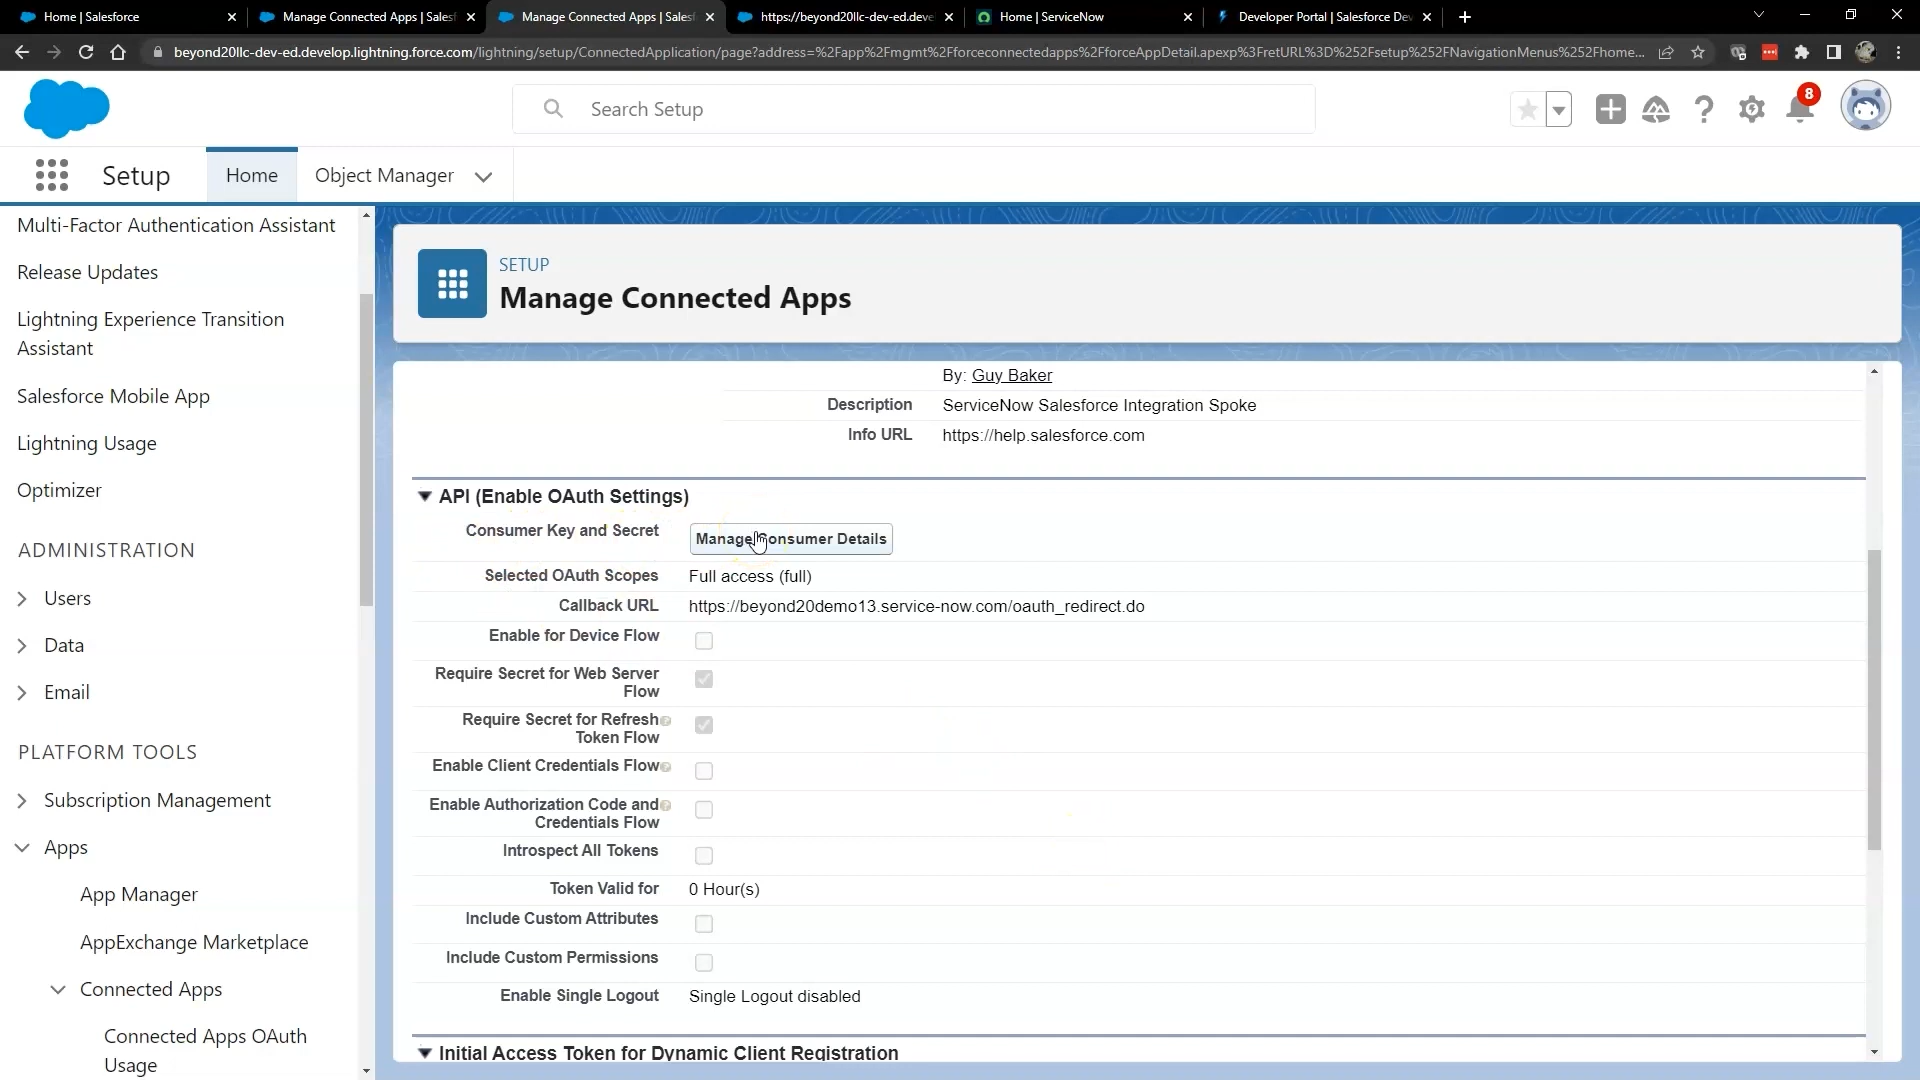 Home | Salesforce
Manage Connected Apps | Salesf
Manage Connected Apps | Salesf
https://beyond20llc-dev-ed.deve
Home | ServiceNow
Developer Portal | Salesforce Dev
beyond20llc-dev-ed.develop.lightning.force.com/lightning/setup/ConnectedApplication/page?address=%2Fapp%2Fmgmt%2Fforceconnectedapps%2FforceAppDetail.apexp%3FretURL%3D%252Fsetup%252FNavigationMenus%252Fhome...
Search Setup
8
Setup
Home
Object Manager
Multi-Factor Authentication Assistant
Release Updates
Lightning Experience Transition
Assistant
Salesforce Mobile App
Lightning Usage
Optimizer
ADMINISTRATION
Users
Data
Email
PLATFORM TOOLS
Subscription Management
Apps
App Manager
AppExchange Marketplace
Connected Apps
Connected Apps OAuth
Usage
SETUP
Manage Connected Apps
By: Guy Baker
Description ServiceNow Salesforce Integration Spoke
Info URL https://help.salesforce.com
API (Enable OAuth Settings)
Consumer Key and Secret Manage Consumer Details
Selected OAuth Scopes Full access (full)
Callback URL https://beyond20demo13.service-now.com/oauth_redirect.do
Enable for Device Flow
Require Secret for Web Server
Flow
Require Secret for Refresh
Token Flow
Enable Client Credentials Flow
Enable Authorization Code and
Credentials Flow
Introspect All Tokens
Token Valid for 0 Hour(s)
Include Custom Attributes
Include Custom Permissions
Enable Single Logout Single Logout disabled
Initial Access Token for Dynamic Client Registration